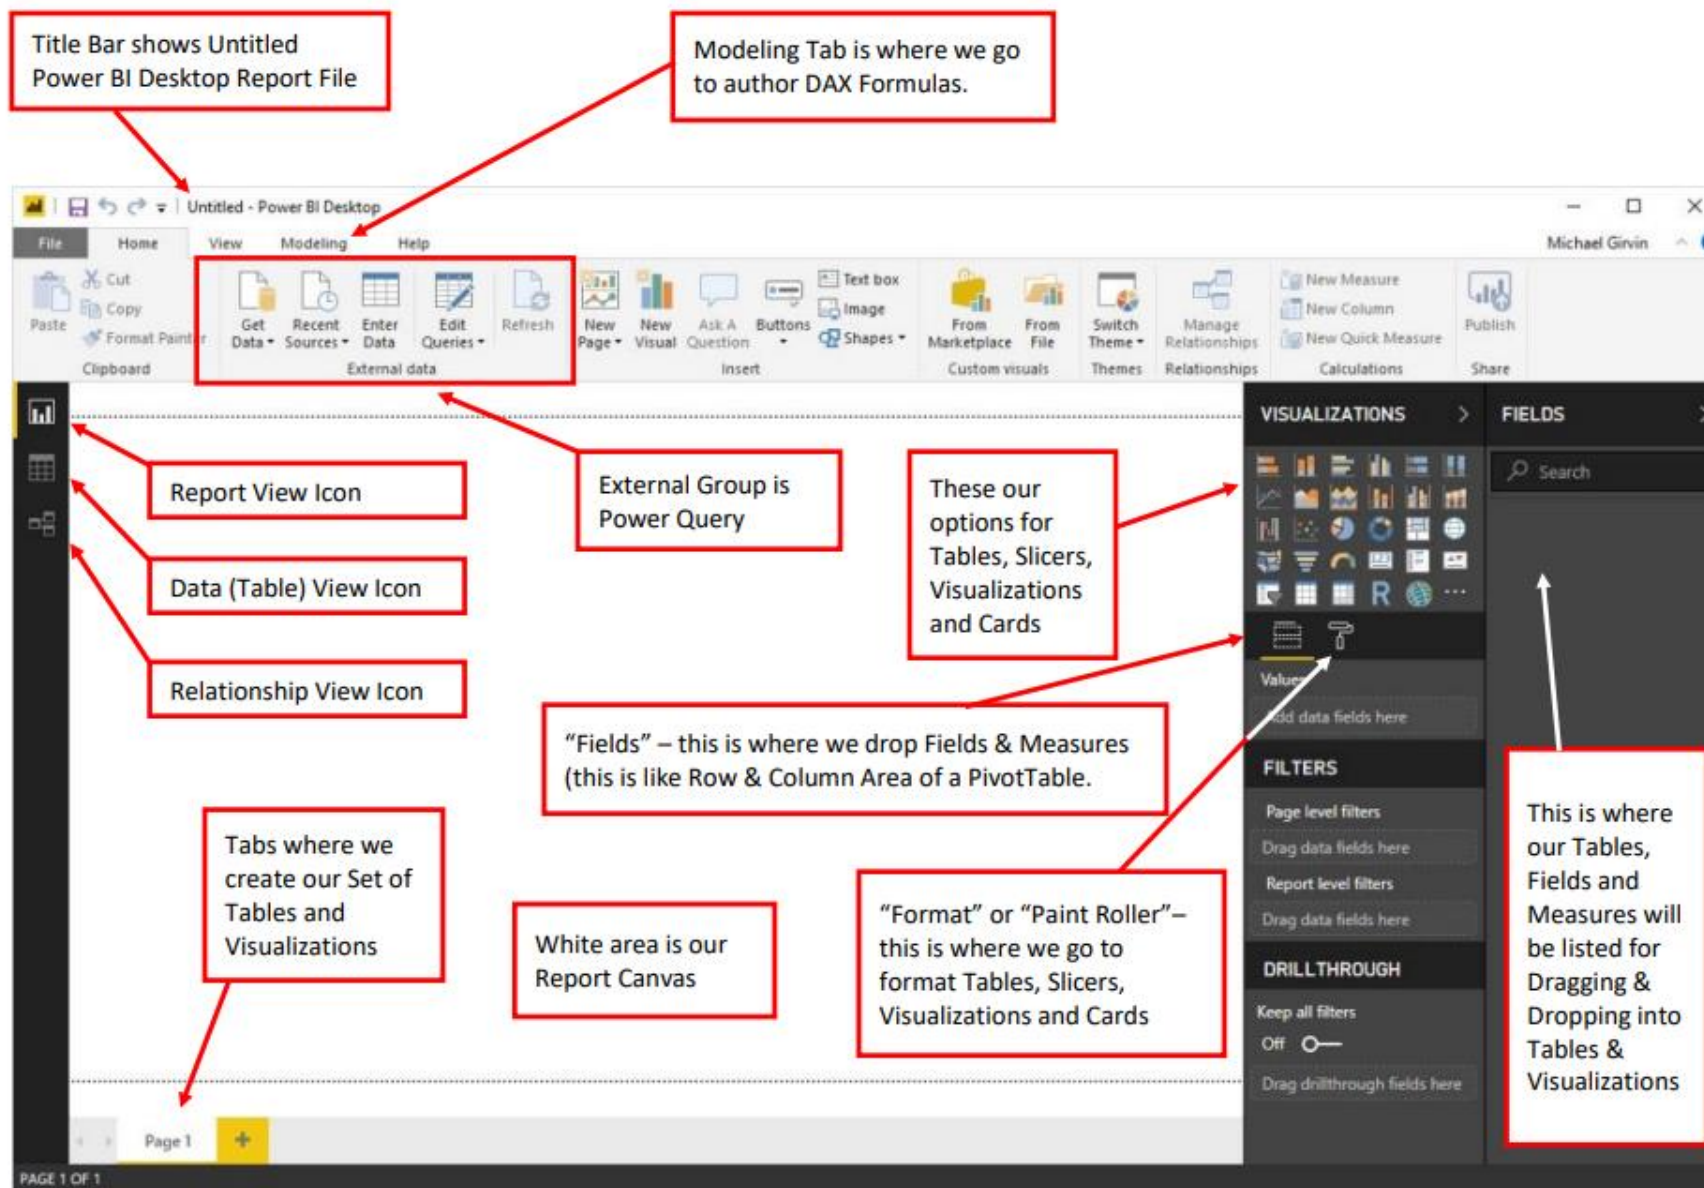 Title Bar shows Untitled
Power BI Desktop Report File
Modeling Tab is where we go
to author DAX Formulas.
Untitled - Power BI Desktop
File Home View Modeling Help
Michael Girvin
Paste
Cut
Copy
Format Painter
Clipboard
Get
Data
Recent
Sources
Enter
Data
Edit
Queries
Refresh
External data
New
Page
New
Visual
Ask A
Question
Buttons
Text box
Image
Shapes
Insert
From
Marketplace
From
File
Custom visuals
Switch
Theme
Themes
Manage
Relationships
Relationships
New Measure
New Column
New Quick Measure
Calculations
Publish
Share
Report View Icon
Data (Table) View Icon
Relationship View Icon
External Group is
Power Query
These our
options for
Tables, Slicers,
Visualizations
and Cards
“Fields” – this is where we drop Fields & Measures
(this is like Row & Column Area of a PivotTable.
Tabs where we
create our Set of
Tables and
Visualizations
White area is our
Report Canvas
“Format” or “Paint Roller”–
this is where we go to
format Tables, Slicers,
Visualizations and Cards
VISUALIZATIONS
R
Values
Add data fields here
FILTERS
Page level filters
Drag data fields here
Report level filters
Drag data fields here
DRILLTHROUGH
Keep all filters
Off
Drag drillthrough fields here
FIELDS
Search
This is where
our Tables,
Fields and
Measures will
be listed for
Dragging &
Dropping into
Tables &
Visualizations
Page 1
PAGE 1 OF 1